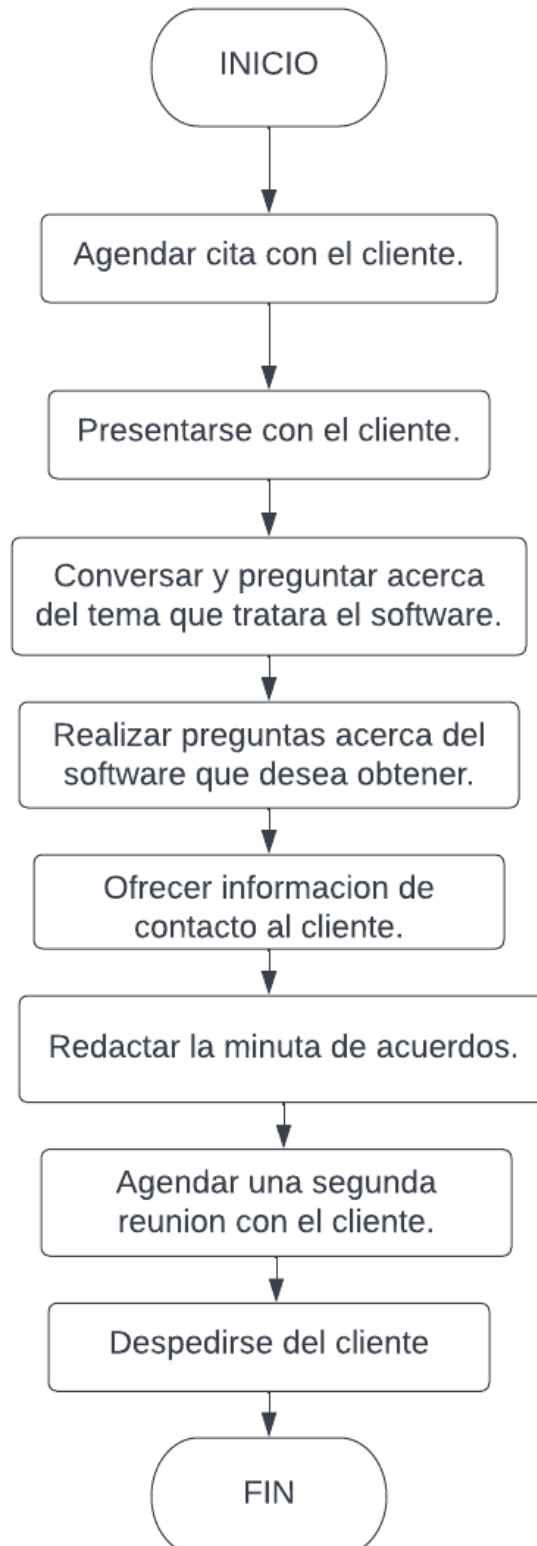 INICIO
Agendar cita con el cliente.
Presentarse con el cliente.
Conversar y preguntar acerca
del tema que tratara el software.
Realizar preguntas acerca del
software que desea obtener.
Ofrecer informacion de
contacto al cliente.
Redactar la minuta de acuerdos.
Agendar una segunda
reunion con el cliente.
Despedirse del cliente
FIN